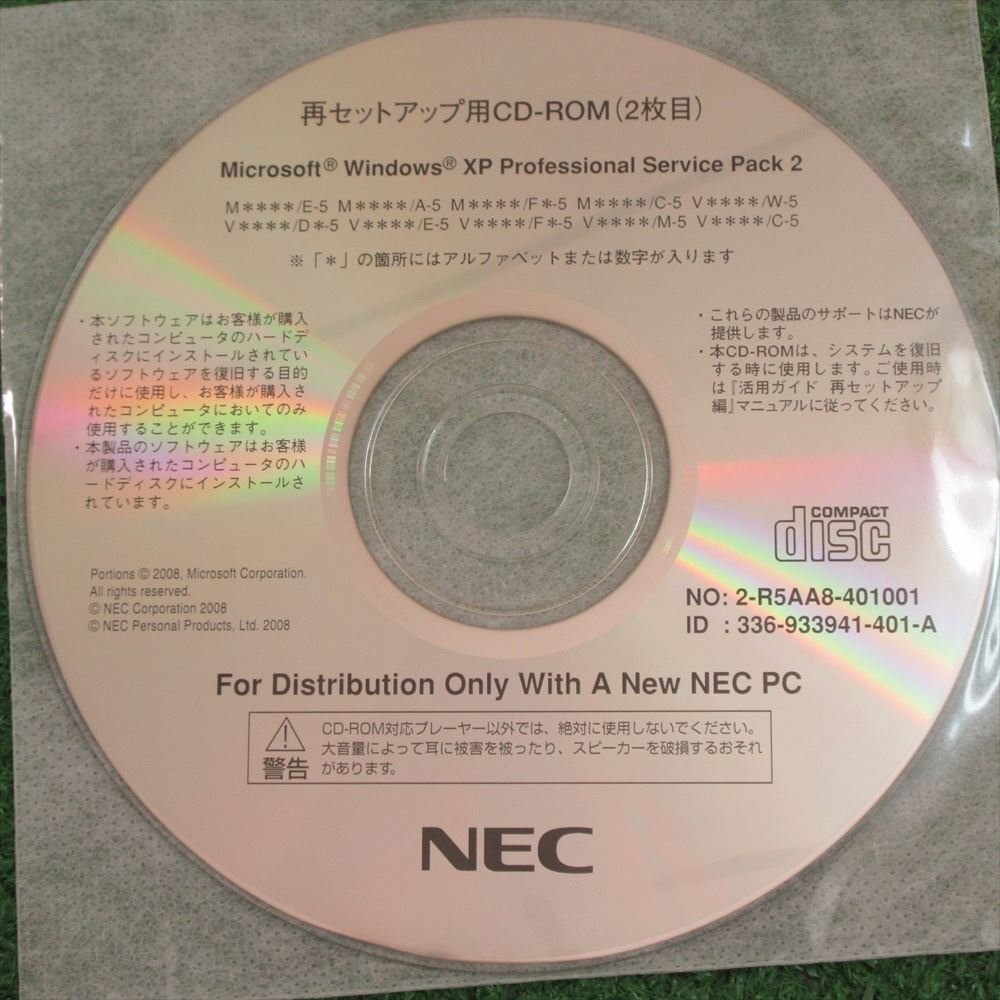 再セットアップ用CD-ROM(2枚目)
Microsoft® Windows® XP Professional Service Pack 2
M****/E-5 M****/A-5 M****/F*-5 M****/C-5 V****/W-5
V****/D*-5 V****/E-5 V****/F*-5 V****/M-5 V****/C-5
※「*」の箇所にはアルファベットまたは数字が入ります
・本ソフトウェアはお客様が購入
されたコンピュータのハードデ
ィスクにインストールされてい
るソフトウェアを復旧する目的
だけに使用し、お客様が購入さ
れたコンピュータにおいてのみ
使用することができます。
・本製品のソフトウェアはお客様
が購入されたコンピュータのハ
ードディスクにインストールさ
れています。
・これらの製品のサポートはNECが
提供します。
・本CD-ROMは、システムを復旧
する時に使用します。ご使用時
は『活用ガイド 再セットアップ
編』マニュアルに従ってください。
COMPACT
disc
Portions © 2008, Microsoft Corporation.
All rights reserved.
© NEC Corporation 2008
© NEC Personal Products, Ltd. 2008
NO: 2-R5AA8-401001
ID : 336-933941-401-A
For Distribution Only With A New NEC PC
警告
CD-ROM対応プレーヤー以外では、絶対に使用しないでください。
大音量によって耳に被害を被ったり、スピーカーを破損するおそれ
があります。
NEC